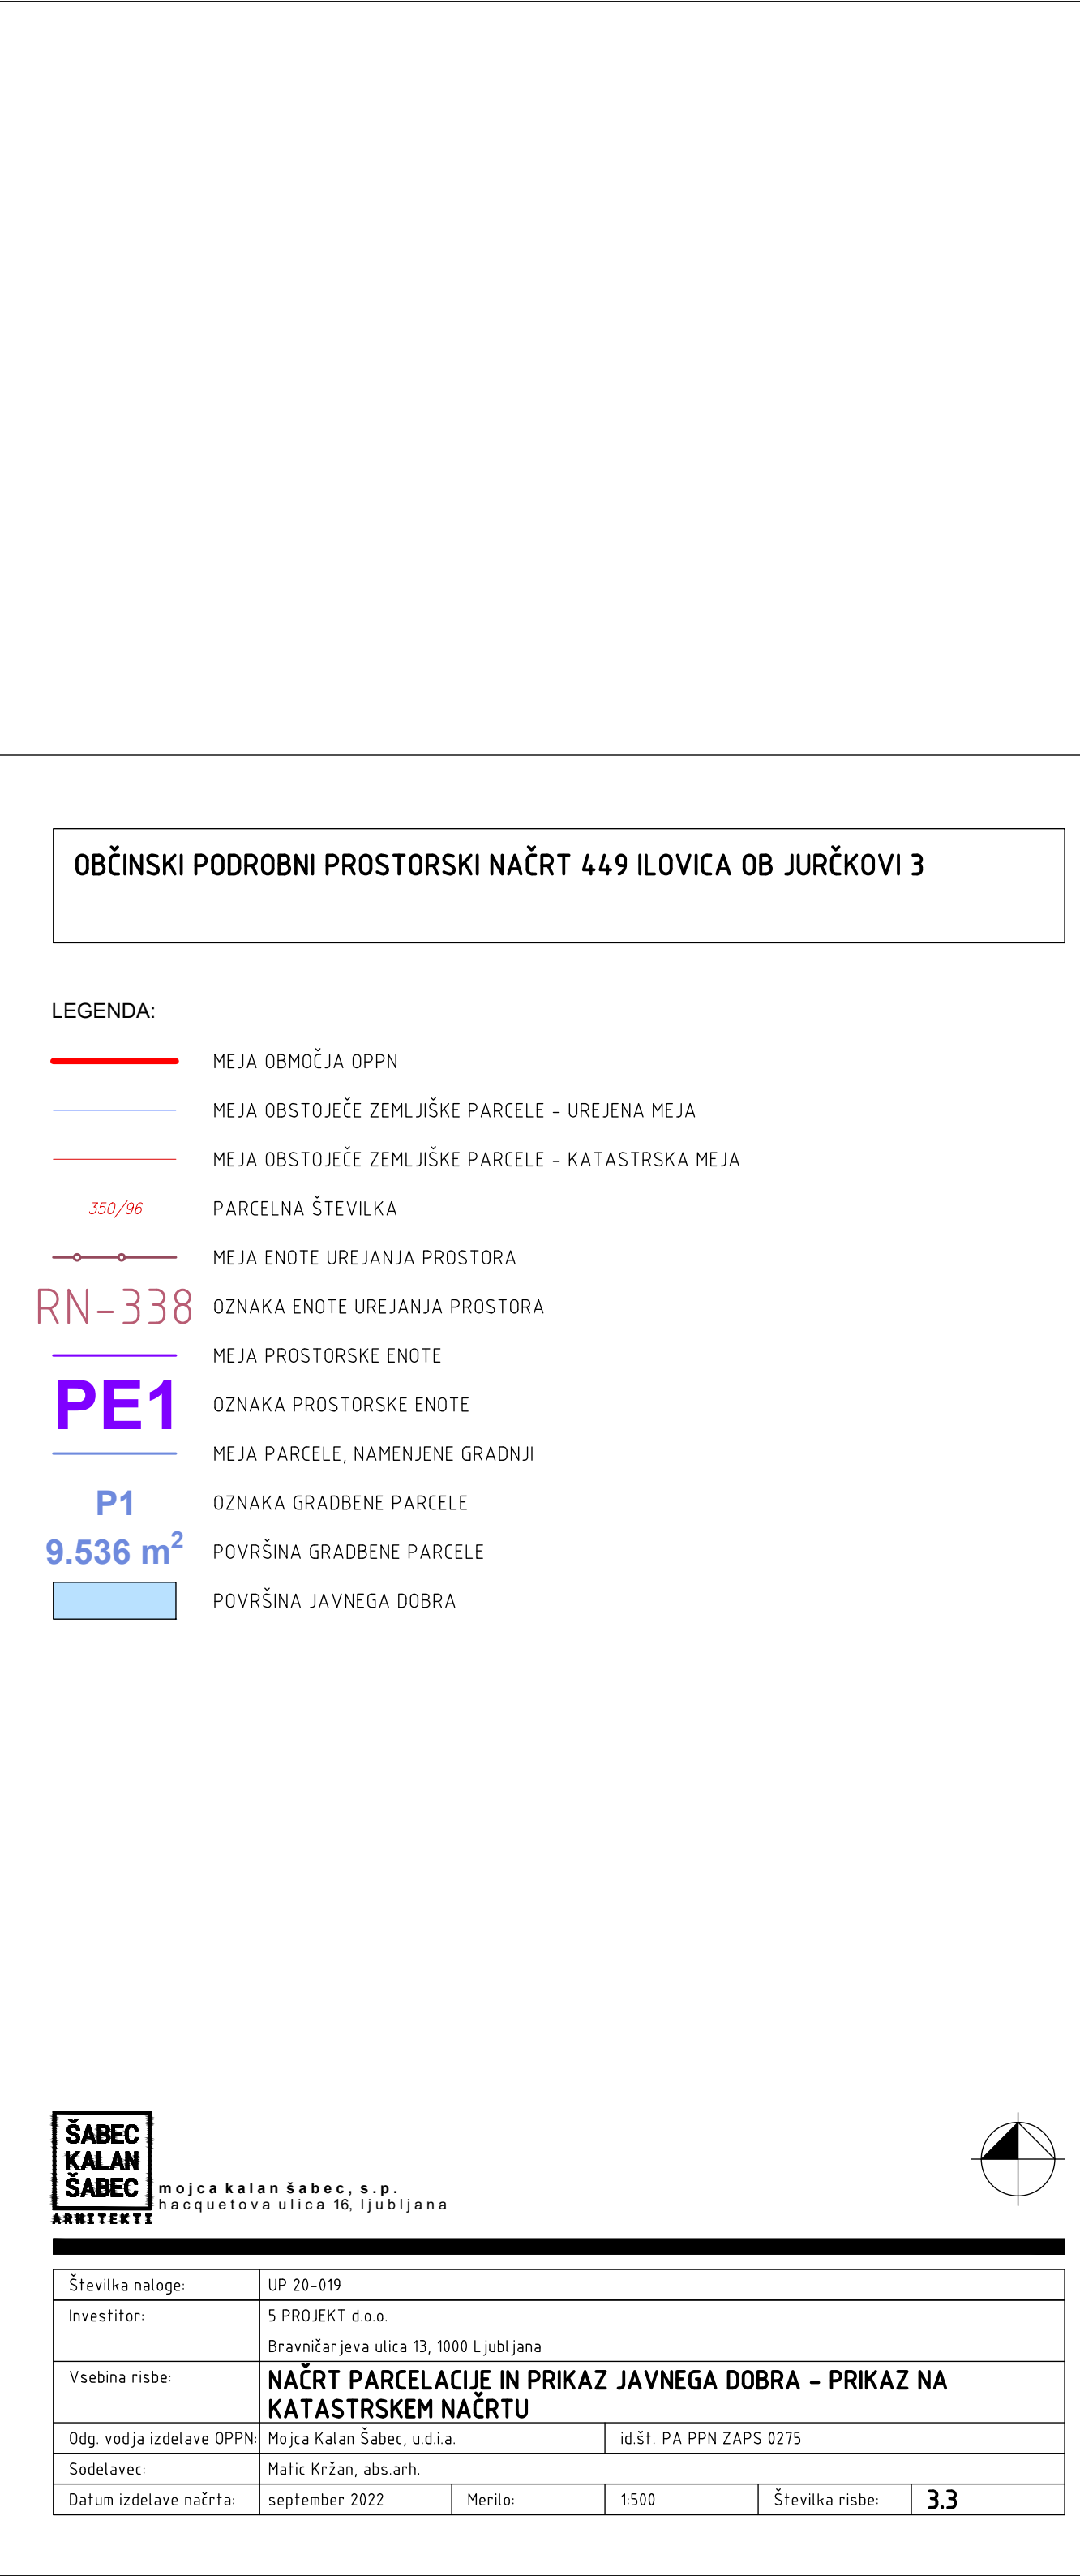 OBČINSKI PODROBNI PROSTORSKI NAČRT 449 ILOVICA OB JURČKOVI 3
LEGENDA:
MEJA OBMOČJA OPPN
MEJA OBSTOJEČE ZEMLJIŠKE PARCELE - UREJENA MEJA
MEJA OBSTOJEČE ZEMLJIŠKE PARCELE - KATASTRSKA MEJA
350/96 PARCELNA ŠTEVILKA
MEJA ENOTE UREJANJA PROSTORA
RN-338 OZNAKA ENOTE UREJANJA PROSTORA
MEJA PROSTORSKE ENOTE
PE1 OZNAKA PROSTORSKE ENOTE
MEJA PARCELE, NAMENJENE GRADNJI
P1 OZNAKA GRADBENE PARCELE
9.536 m² POVRŠINA GRADBENE PARCELE
POVRŠINA JAVNEGA DOBRA
ŠABEC
KALAN
ŠABEC
ARHITEKTI
mojca kalan šabec, s.p.
hacquetova ulica 16, ljubljana
Številka naloge: UP 20-019
Investitor: 5 PROJEKT d.o.o.
Bravničarjeva ulica 13, 1000 Ljubljana
Vsebina risbe: NAČRT PARCELACIJE IN PRIKAZ JAVNEGA DOBRA - PRIKAZ NA
KATASTRSKEM NAČRTU
Odg. vodja izdelave OPPN: Mojca Kalan Šabec, u.d.i.a. id.št. PA PPN ZAPS 0275
Sodelavec: Matic Kržan, abs.arh.
Datum izdelave načrta: september 2022 Merilo: 1:500 Številka risbe: 3.3